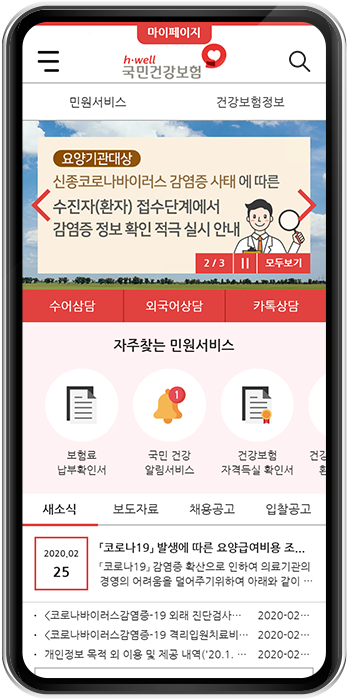 마이페이지
h·well
국민건강보험
민원서비스
건강보험정보
요양기관대상
신종코로나바이러스 감염증 사태 에 따른
수진자(환자) 접수단계에서
감염증 정보 확인 적극 실시 안내
2 / 3
모두보기
수어삼담
외국어상담
카톡상담
자주찾는 민원서비스
1
보험료
납부확인서
국민 건강
알림서비스
건강보험
자격득실 확인서
건강
환
새소식
보도자료
채용공고
입찰공고
2020.02
25
「코로나19」 발생에 따른 요양급여비용 조...
「코로나19」 감염증 확산으로 인하여 의료기관의
경영의 어려움을 덜어주기위하여 아래와 같이 ...
· <코로나바이러스감염증-19 외래 진단검사···
2020-02···
· <코로나바이러스감염증-19 격리입원치료비···
2020-02···
· 개인정보 목적 외 이용 및 제공 내역('20.1. ···
2020-02···